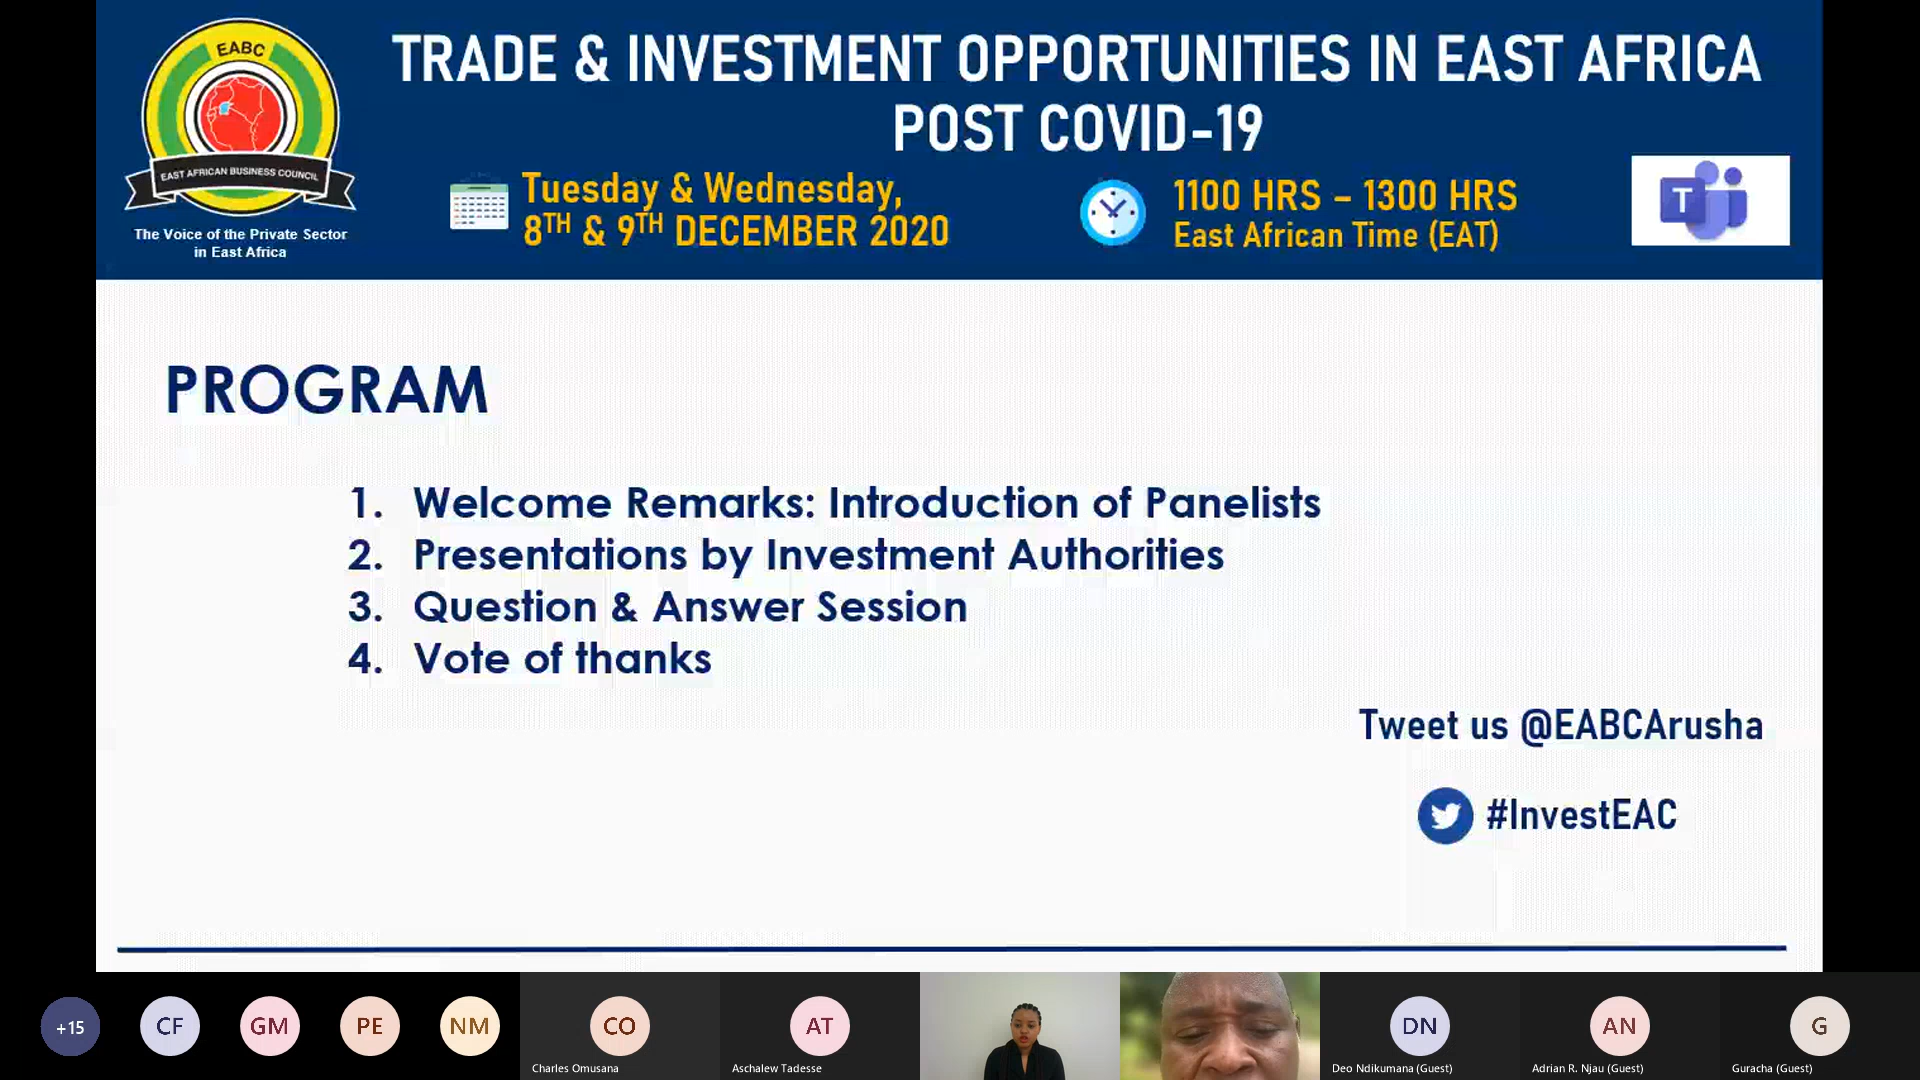 EABC
EAST AFRICAN BUSINESS COUNCIL
The Voice of the Private Sector
in East Africa
TRADE & INVESTMENT OPPORTUNITIES IN EAST AFRICA
POST COVID-19
Tuesday & Wednesday,
8TH & 9TH DECEMBER 2020
1100 HRS – 1300 HRS
East African Time (EAT)
T
PROGRAM
1. Welcome Remarks: Introduction of Panelists
2. Presentations by Investment Authorities
3. Question & Answer Session
4. Vote of thanks
Tweet us @EABCArusha
#InvestEAC
+15
CF
GM
PE
NM
CO
Charles Omusana
AT
Aschalew Tadesse
DN
Deo Ndikumana (Guest)
AN
Adrian R. Njau (Guest)
G
Guracha (Guest)